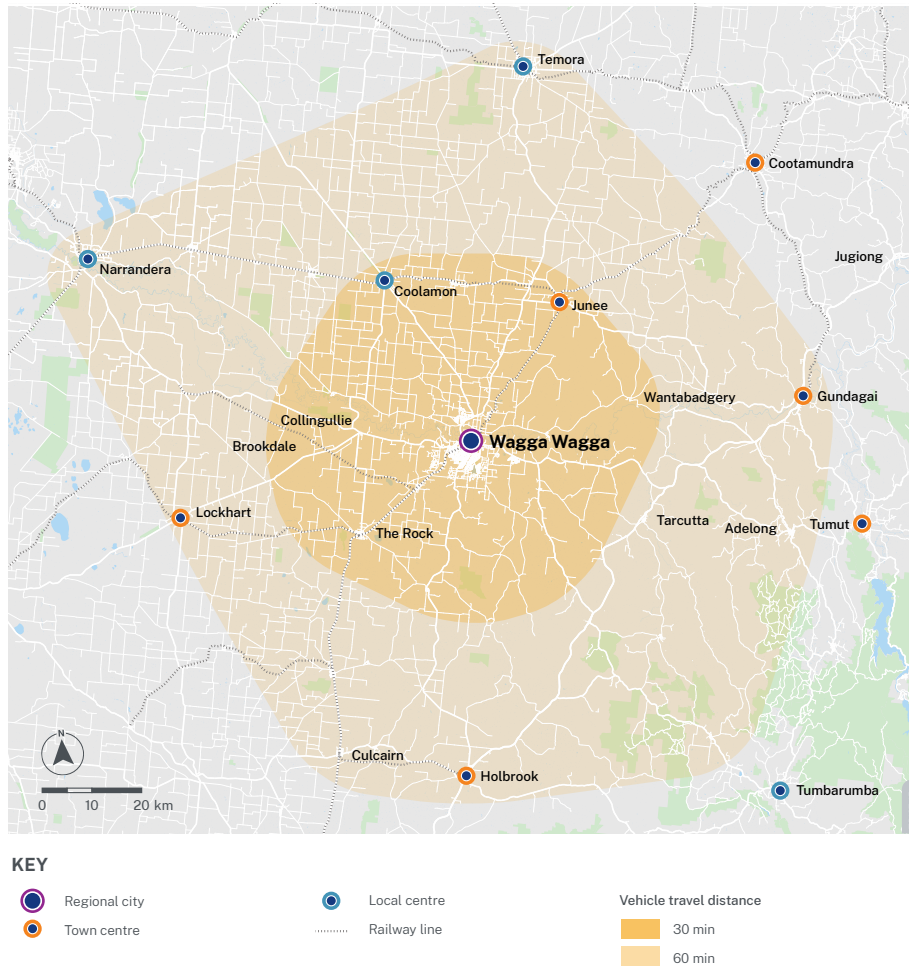 Temora
Cootamundra
Jugiong
Narrandera
Coolamon
Junee
Wantabadgery
Gundagai
Collingullie
Wagga Wagga
Brookdale
Lockhart
The Rock
Tarcutta
Adelong
Tumut
N
Culcairn
Holbrook
Tumbarumba
0 10 20 km
KEY
Regional city
Local centre
Vehicle travel distance
Town centre
Railway line
30 min
60 min